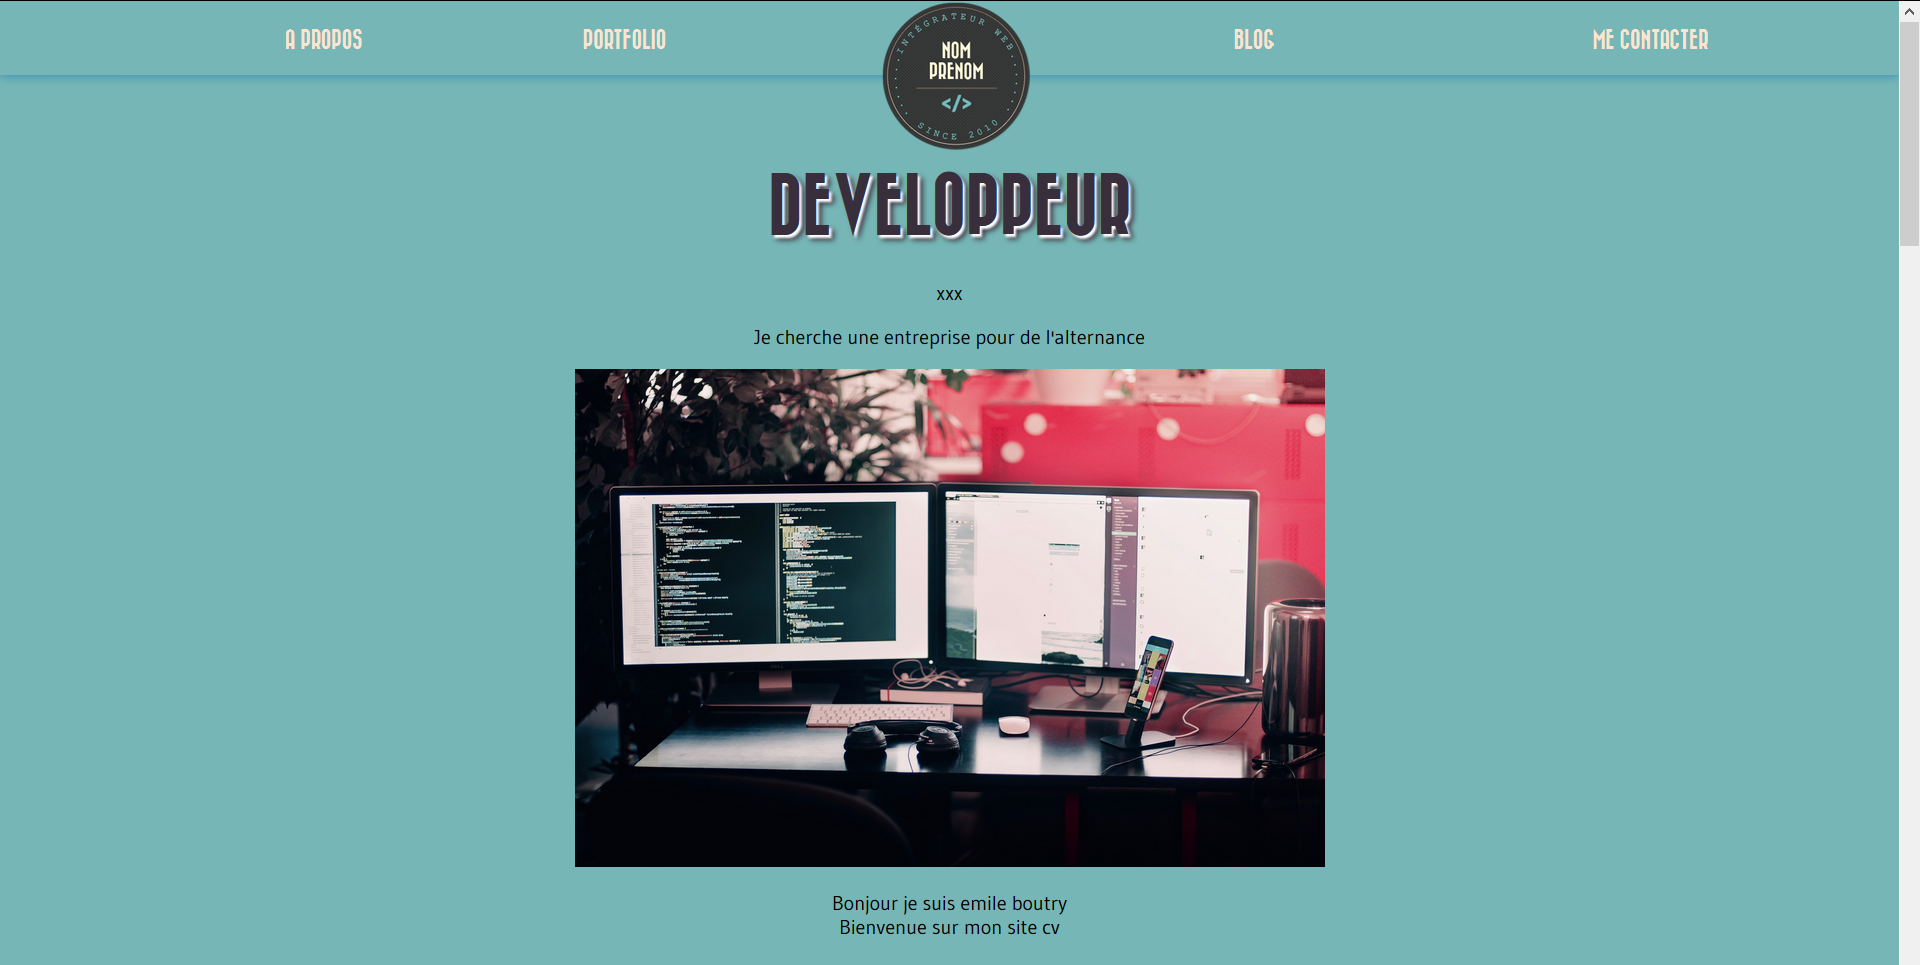 A PROPOS
PORTFOLIO
INTÉGRATEUR WEB
NOM
PRENOM
</>
SINCE 2010
BLOG
ME CONTACTER
DEVELOPPEUR
xxx
Je cherche une entreprise pour de l'alternance
Bonjour je suis emile boutry
Bienvenue sur mon site cv